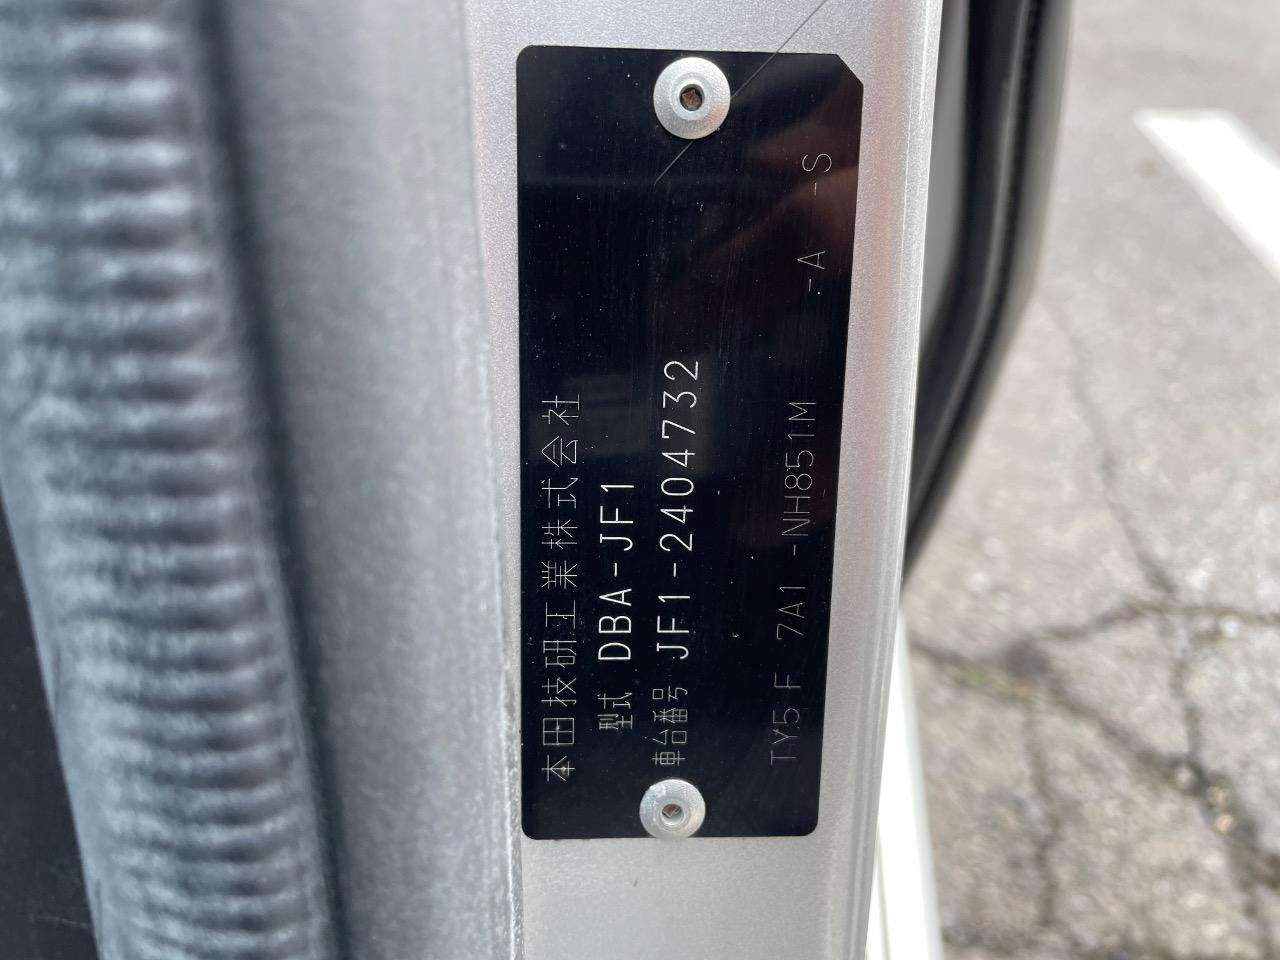 本田技研工業株式会社
型式 DBA-JF1
車台番号 JF1-2404732
TY5F 7A1 -NH851M -A -S